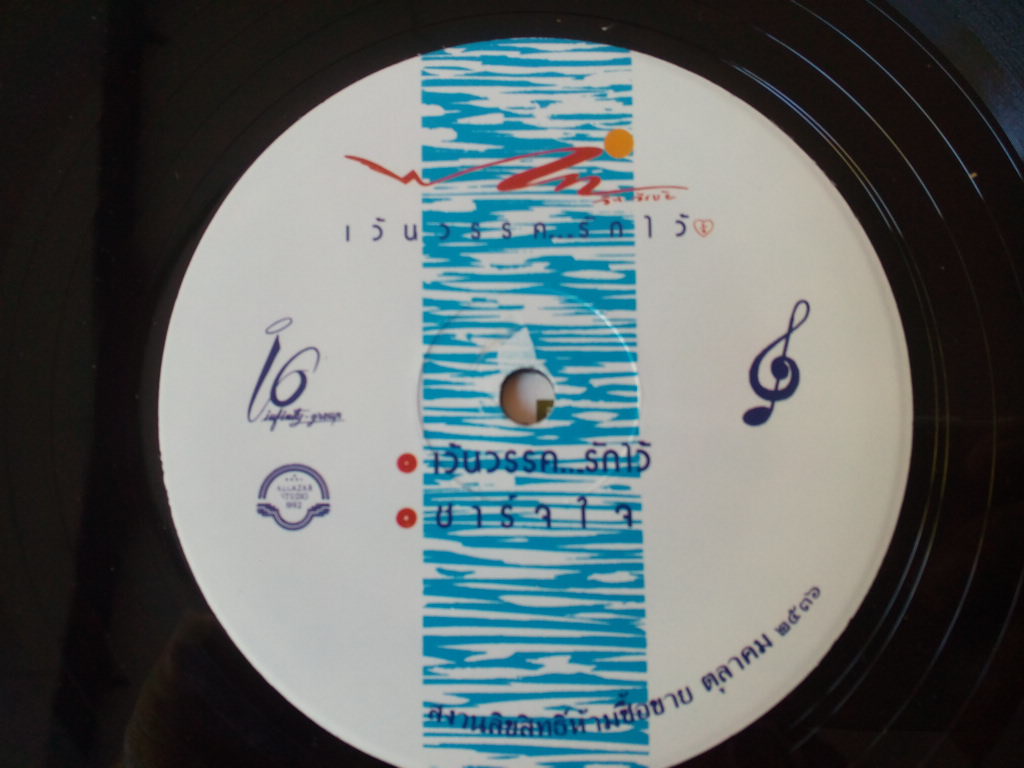 เว้นวรรค...รักไว้
infinity-group
เว้นวรรค...รักไว้
ชาร์จใจ
สงวนลิขสิทธิ์ห้ามซื้อขาย ตุลาคม ๒๕๓๖